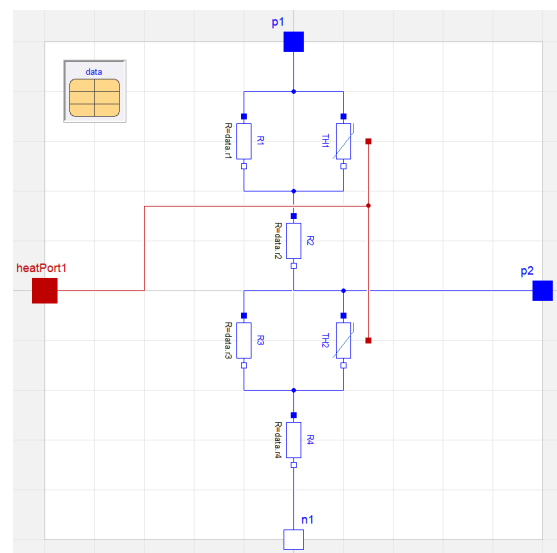 p1
data
R1
R=data.r1
TH1
R2
R=data.r2
heatPort1
p2
R3
R=data.r3
TH2
R4
R=data.r4
n1